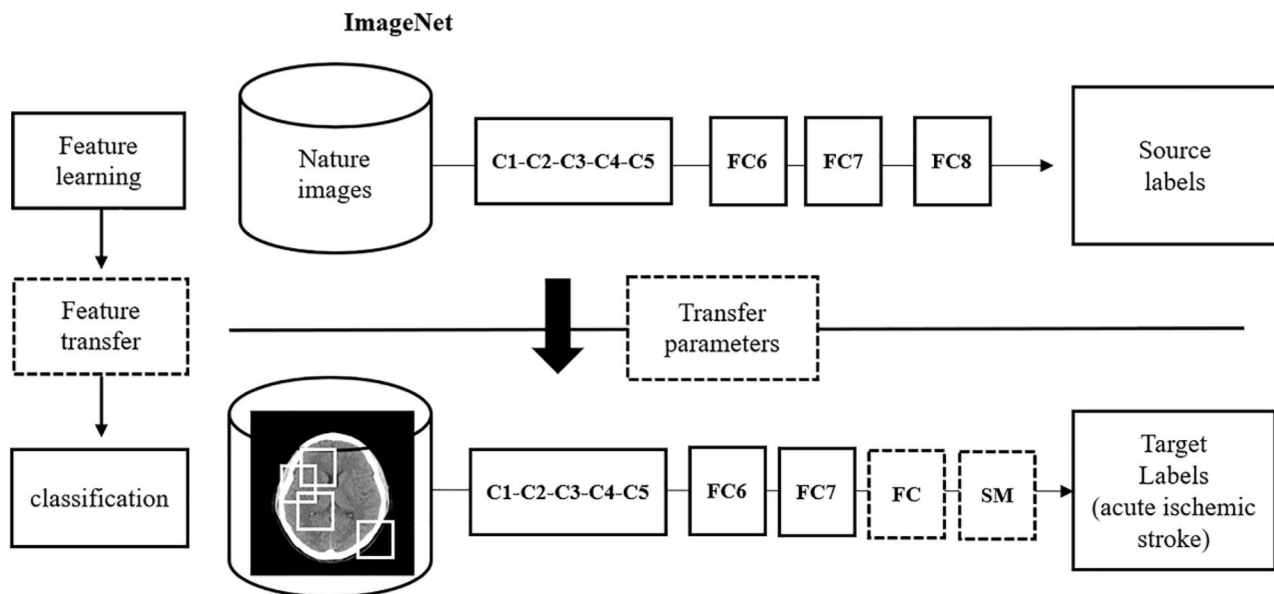 ImageNet
Feature
learning
Nature
images
C1-C2-C3-C4-C5
FC6
FC7
FC8
Source
labels
Feature
transfer
Transfer
parameters
classification
C1-C2-C3-C4-C5
FC6
FC7
FC
SM
Target
Labels
(acute ischemic
stroke)